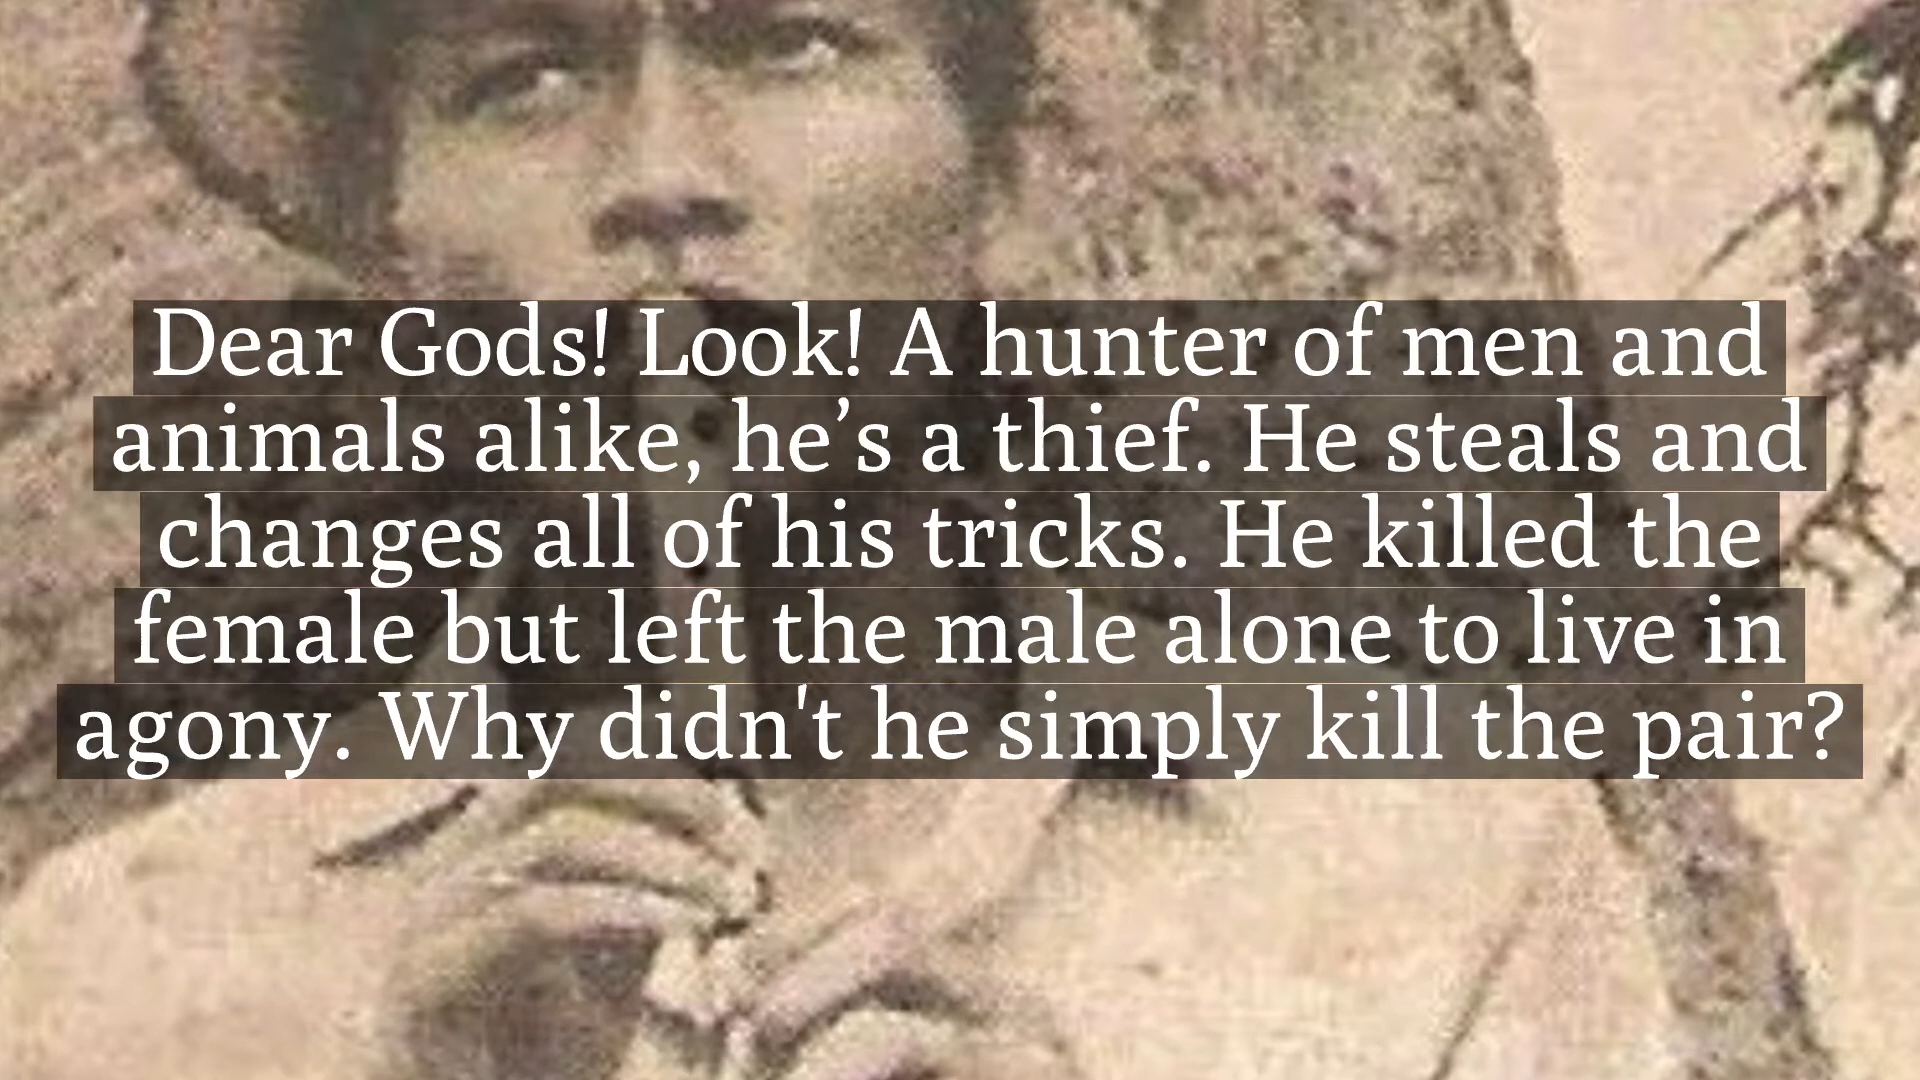 Dear Gods! Look! A hunter of men and
animals alike, he’s a thief. He steals and
changes all of his tricks. He killed the
female but left the male alone to live in
agony. Why didn't he simply kill the pair?